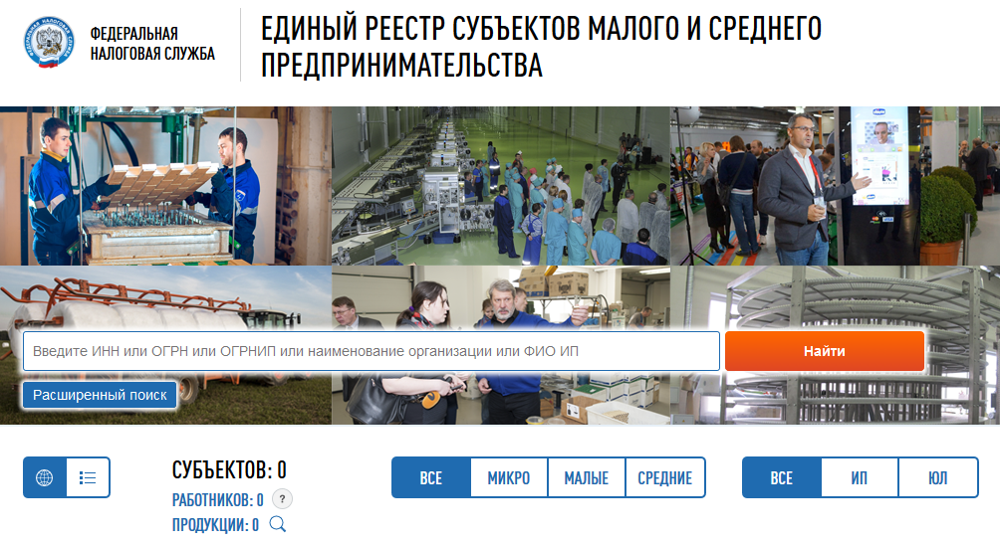 ФЕДЕРАЛЬНАЯ
НАЛОГОВАЯ СЛУЖБА
ЕДИНЫЙ РЕЕСТР СУБЪЕКТОВ МАЛОГО И СРЕДНЕГО
ПРЕДПРИНИМАТЕЛЬСТВА
Введите ИНН или ОГРН или ОГРНИП или наименование организации или ФИО ИП
Найти
Расширенный поиск
СУБЪЕКТОВ: 0
РАБОТНИКОВ: 0 ?
ПРОДУКЦИИ: 0
ВСЕ МИКРО МАЛЫЕ СРЕДНИЕ
ВСЕ ИП ЮЛ